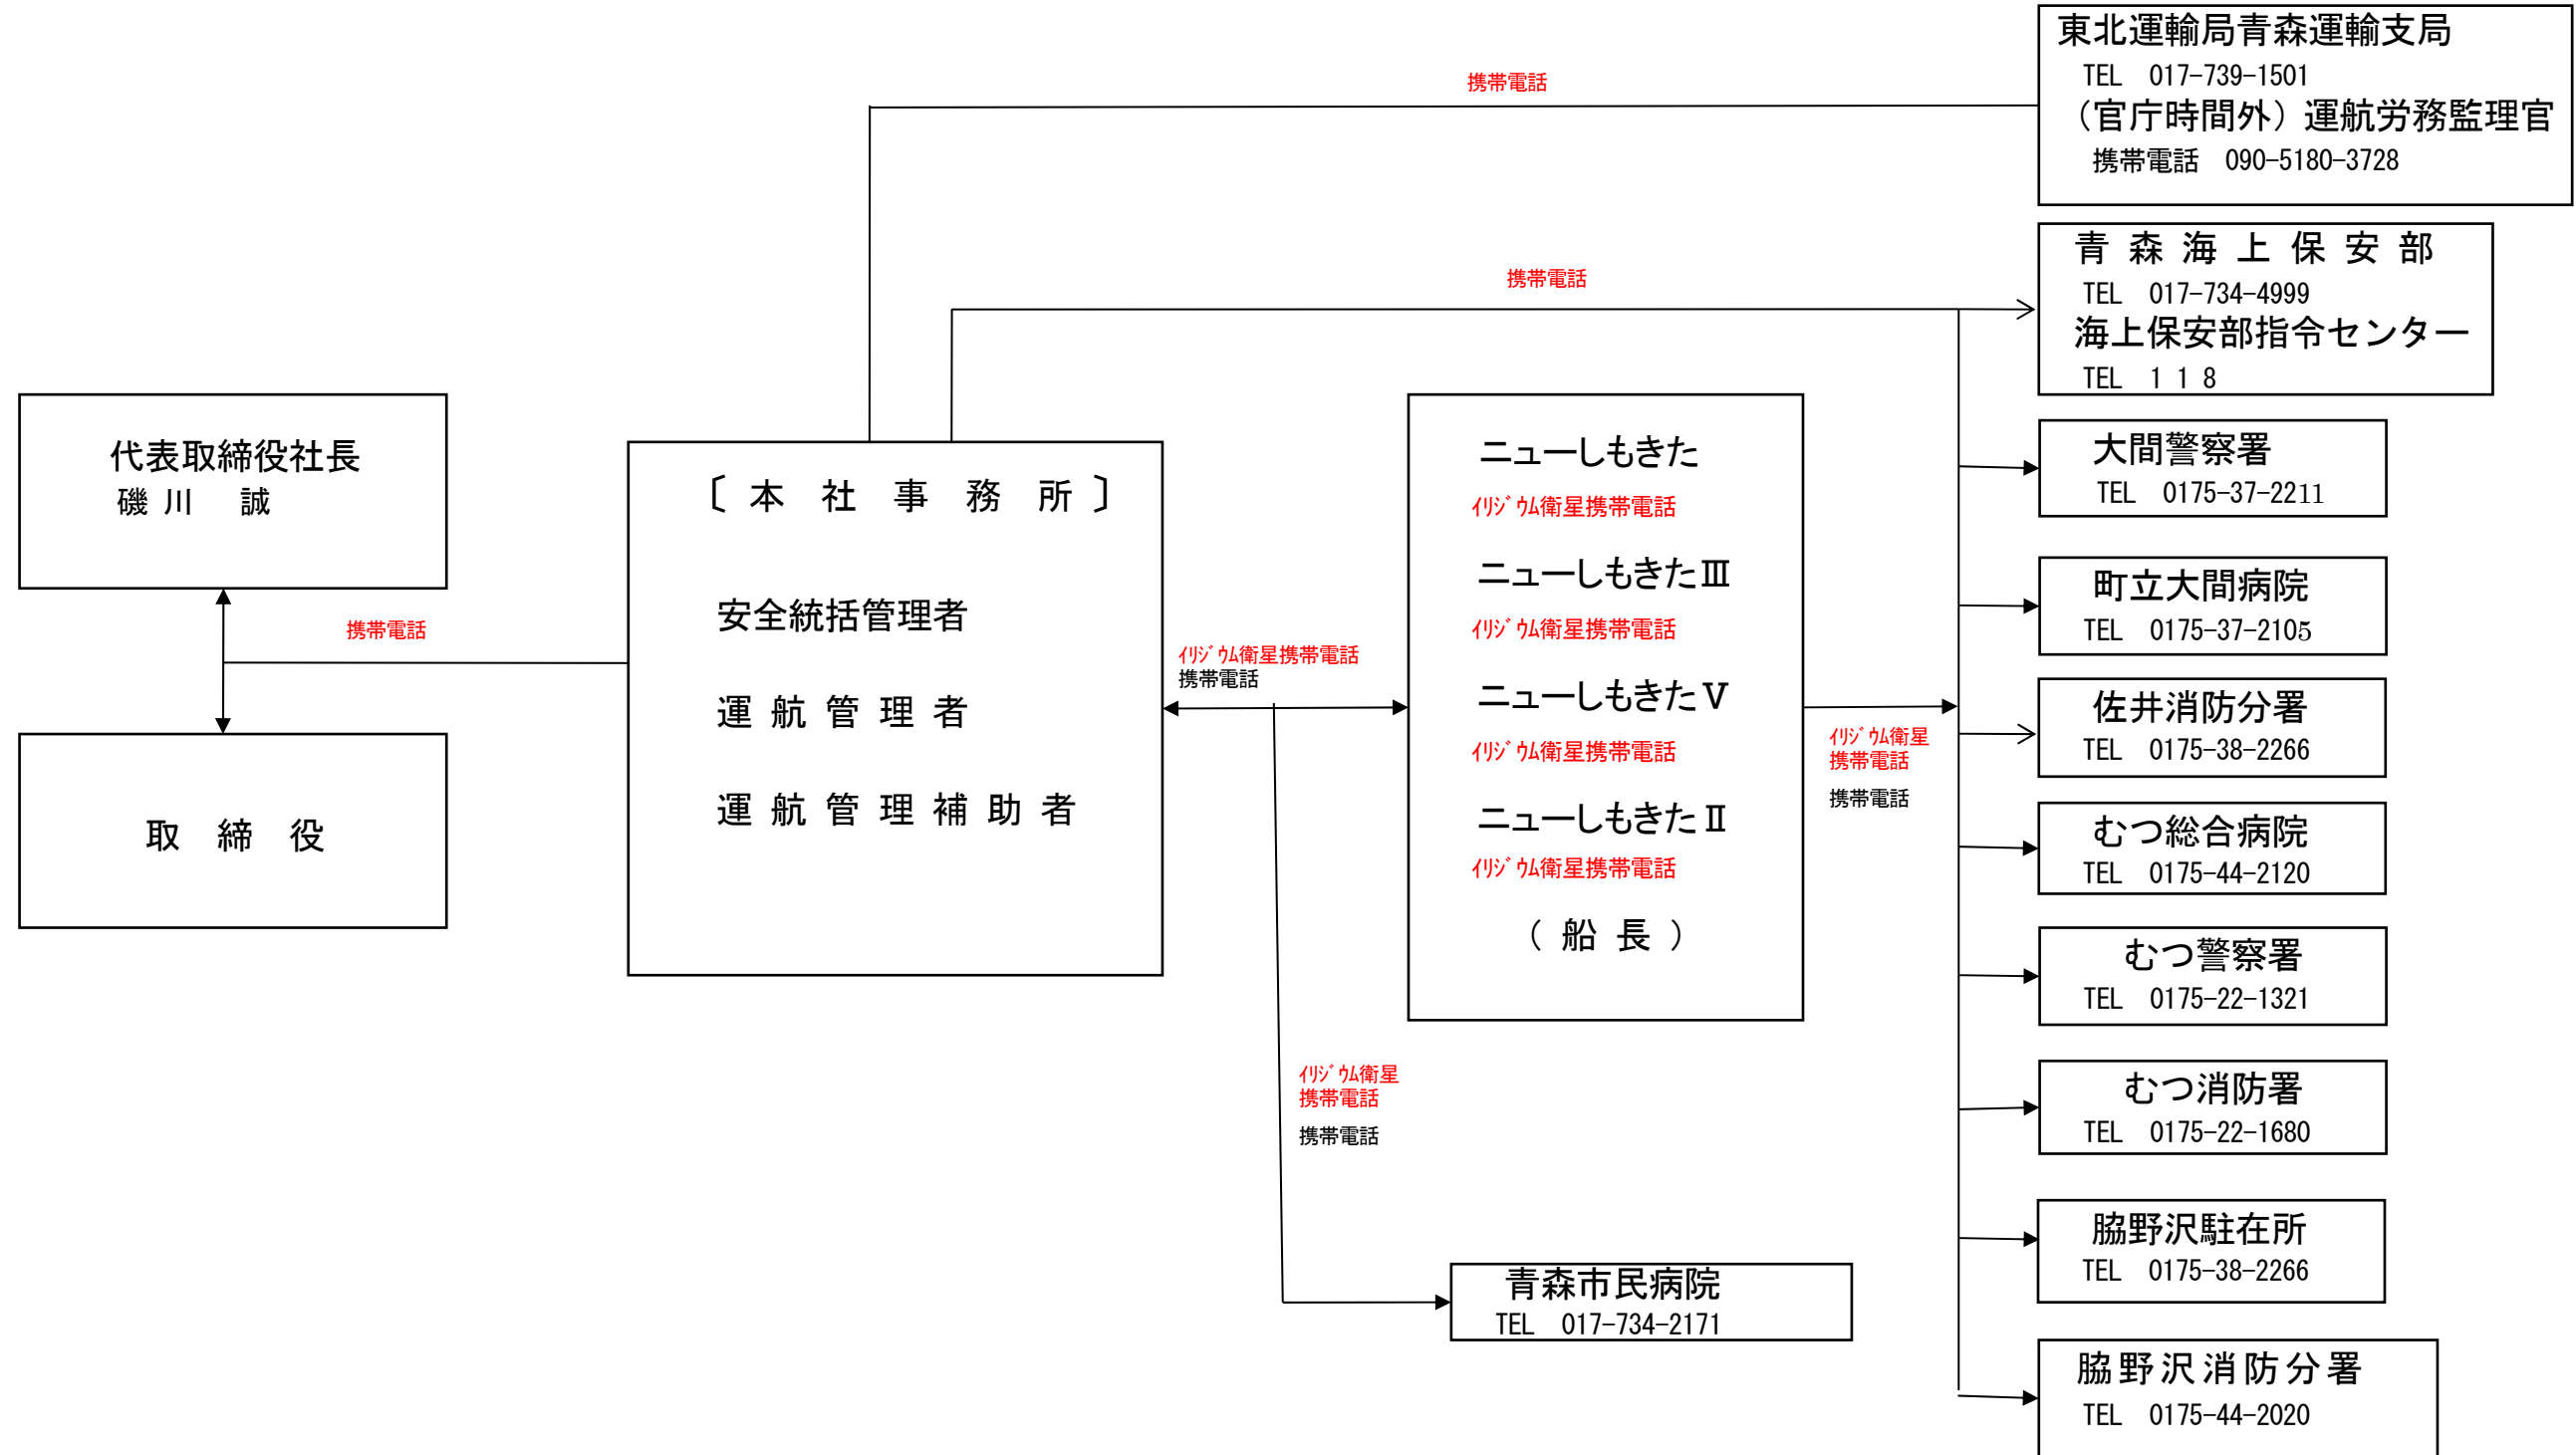 東北運輸局青森運輸支局
TEL　017-739-1501
（官庁時間外）運航労務監理官
携帯電話　090-5180-3728
携帯電話
青 森 海 上 保 安 部
TEL　017-734-4999
海上保安部指令センター
TEL　1 1 8
携帯電話
代表取締役社長
磯 川　誠
携帯電話
取　締　役
〔 本　社　事　務　所 〕
安全統括管理者
運 航 管 理 者
運 航 管 理 補 助 者
ｲﾘｼﾞｳﾑ衛星携帯電話
携帯電話
ニューしもきた
ｲﾘｼﾞｳﾑ衛星携帯電話
ニューしもきたⅢ
ｲﾘｼﾞｳﾑ衛星携帯電話
ニューしもきたⅤ
ｲﾘｼﾞｳﾑ衛星携帯電話
ニューしもきたⅡ
ｲﾘｼﾞｳﾑ衛星携帯電話
（ 船 長 ）
ｲﾘｼﾞｳﾑ衛星
携帯電話
携帯電話
ｲﾘｼﾞｳﾑ衛星
携帯電話
携帯電話
青森市民病院
TEL　017-734-2171
大間警察署
TEL　0175-37-2211
町立大間病院
TEL　0175-37-2105
佐井消防分署
TEL　0175-38-2266
むつ総合病院
TEL　0175-44-2120
むつ警察署
TEL　0175-22-1321
むつ消防署
TEL　0175-22-1680
脇野沢駐在所
TEL　0175-38-2266
脇野沢消防分署
TEL　0175-44-2020